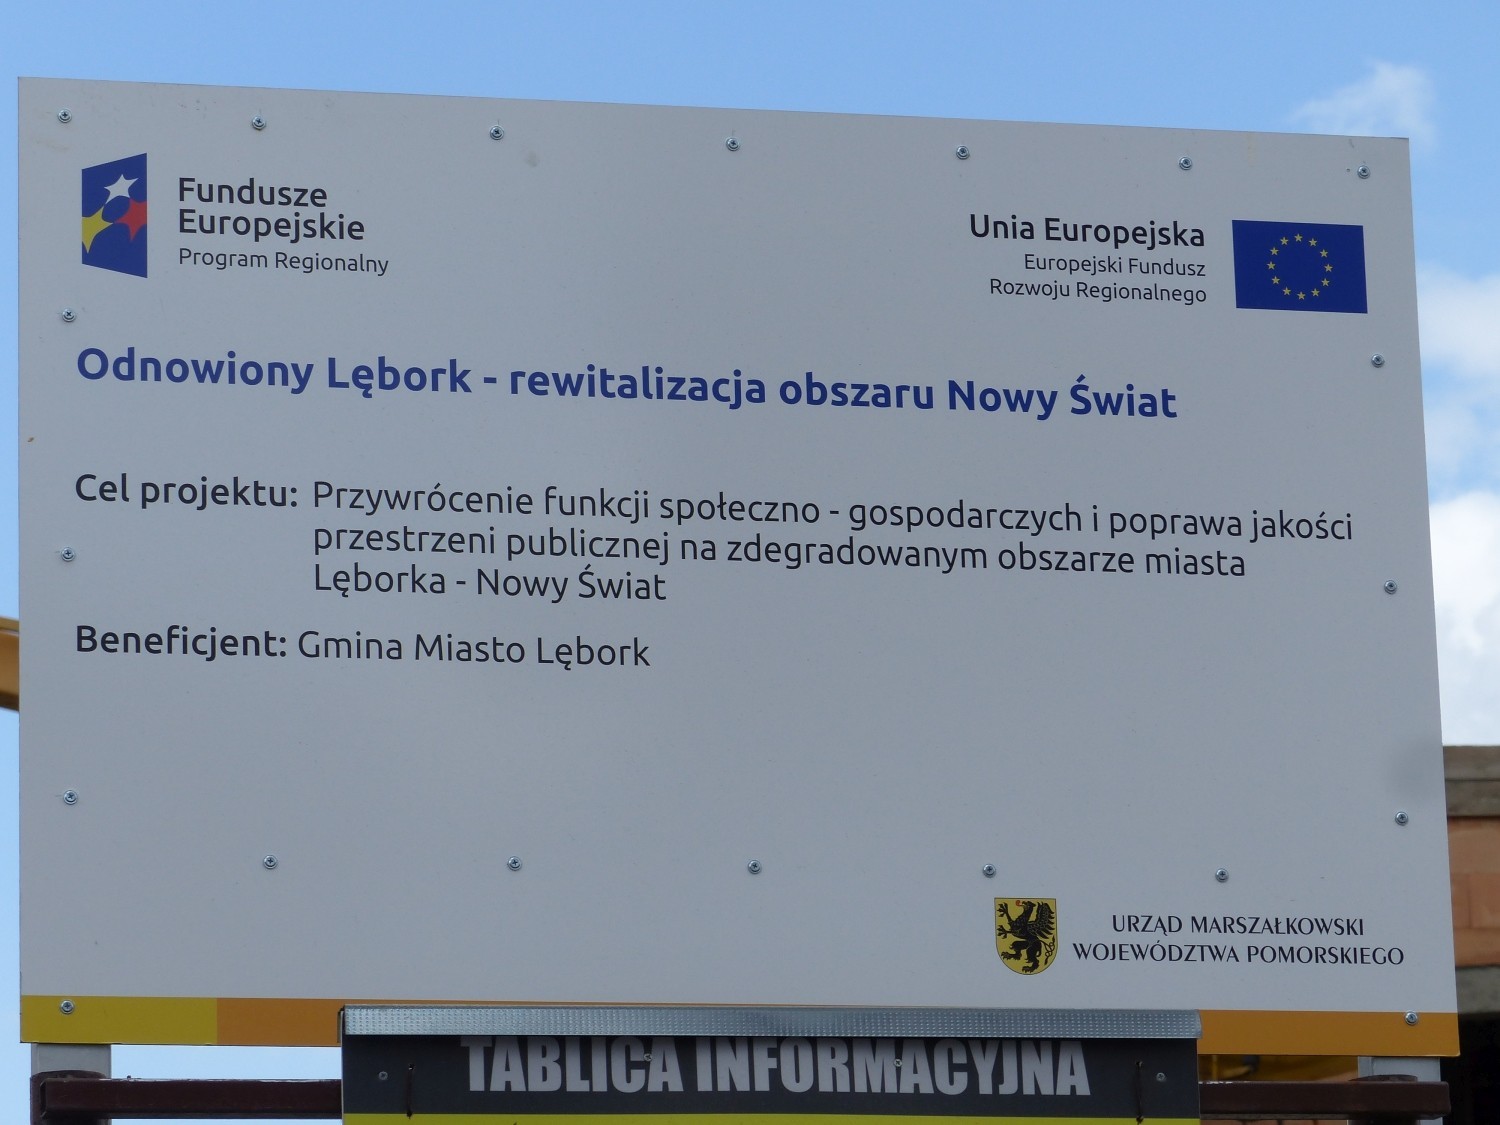 Fundusze
Europejskie
Program Regionalny
Unia Europejska
Europejski Fundusz
Rozwoju Regionalnego
Odnowiony Lębork - rewitalizacja obszaru Nowy Świat
Cel projektu: Przywrócenie funkcji społeczno - gospodarczych i poprawa jakości
przestrzeni publicznej na zdegradowanym obszarze miasta
Lęborka - Nowy Świat
Beneficjent: Gmina Miasto Lębork
URZĄD MARSZAŁKOWSKI
WOJEWÓDZTWA POMORSKIEGO
TABLICA INFORMACYJNA